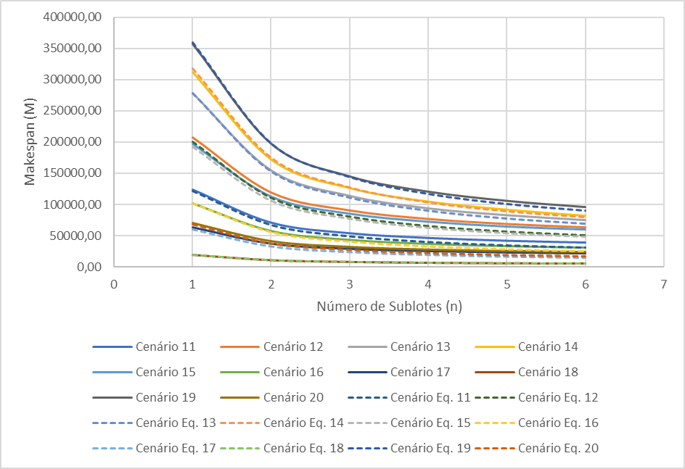 400000,00
350000,00
300000,00
250000,00
200000,00
150000,00
100000,00
50000,00
0,00
Makespan (M)
0 1 2 3 4 5 6 7
Número de Sublotes (n)
Cenário 11 Cenário 12 Cenário 13 Cenário 14
Cenário 15 Cenário 16 Cenário 17 Cenário 18
Cenário 19 Cenário 20 Cenário Eq. 11 Cenário Eq. 12
Cenário Eq. 13 Cenário Eq. 14 Cenário Eq. 15 Cenário Eq. 16
Cenário Eq. 17 Cenário Eq. 18 Cenário Eq. 19 Cenário Eq. 20